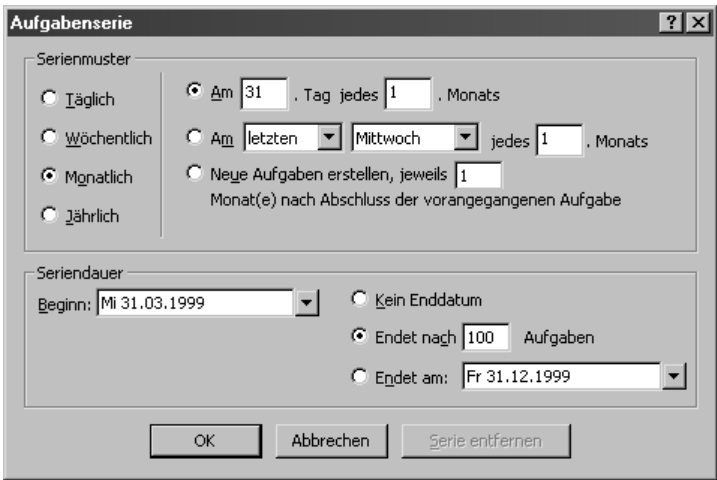 Aufgabenserie
Serienmuster
Täglich
Wöchentlich
Monatlich
Jährlich
Am 31 . Tag jedes 1 . Monats
Am letzten Mittwoch jedes 1 . Monats
Neue Aufgaben erstellen, jeweils 1
Monat(e) nach Abschluss der vorangegangenen Aufgabe
Seriendauer
Beginn: Mi 31.03.1999
Kein Enddatum
Endet nach 100 Aufgaben
Endet am: Fr 31.12.1999
OK Abbrechen Serie entfernen